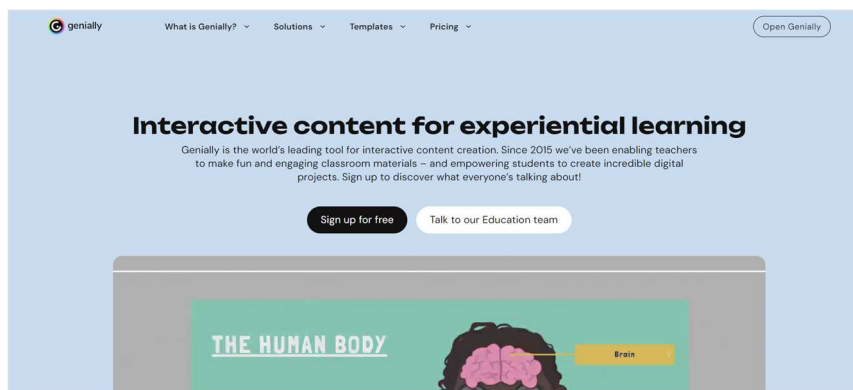 genially
What is Genially?
Solutions
Templates
Pricing
Open Genially
Interactive content for experiential learning
Genially is the world's leading tool for interactive content creation. Since 2015 we've been enabling teachers
to make fun and engaging classroom materials – and empowering students to create incredible digital
projects. Sign up to discover what everyone's talking about!
Sign up for free
Talk to our Education team
THE HUMAN BODY
Brain